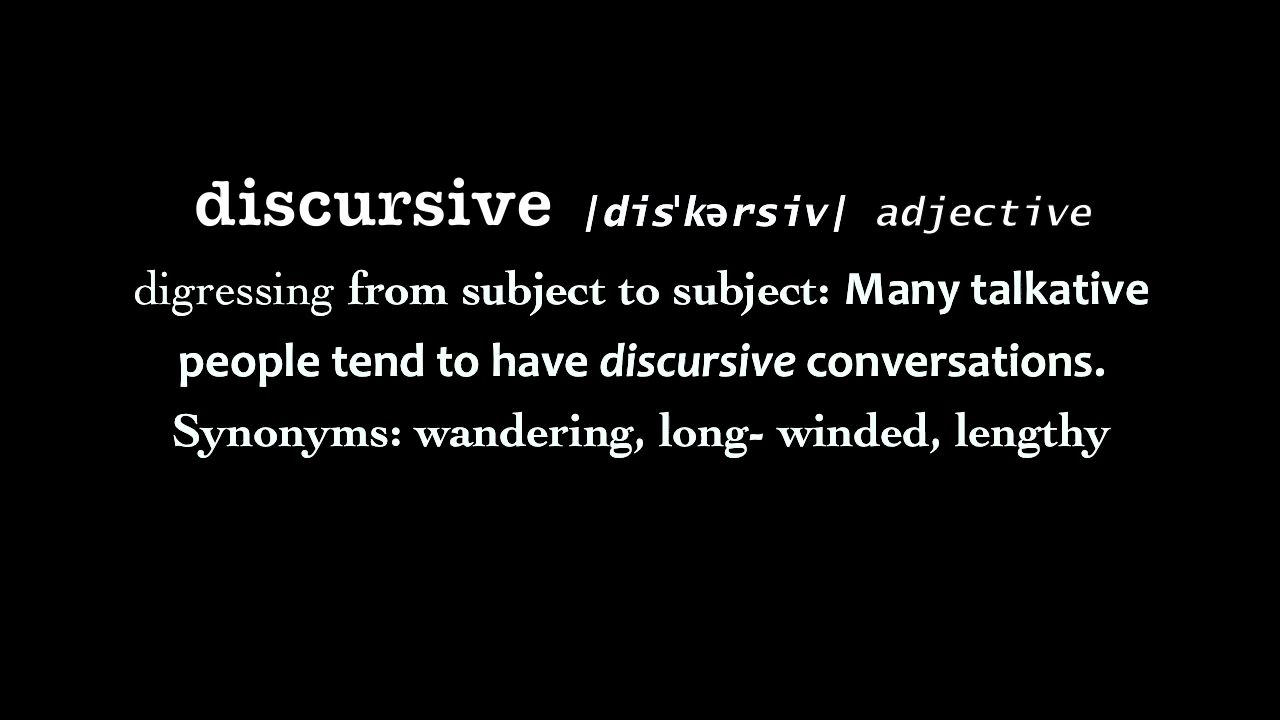 discursive |disˈkərsiv| adjective
digressing from subject to subject: Many talkative
people tend to have discursive conversations.
Synonyms: wandering, long- winded, lengthy